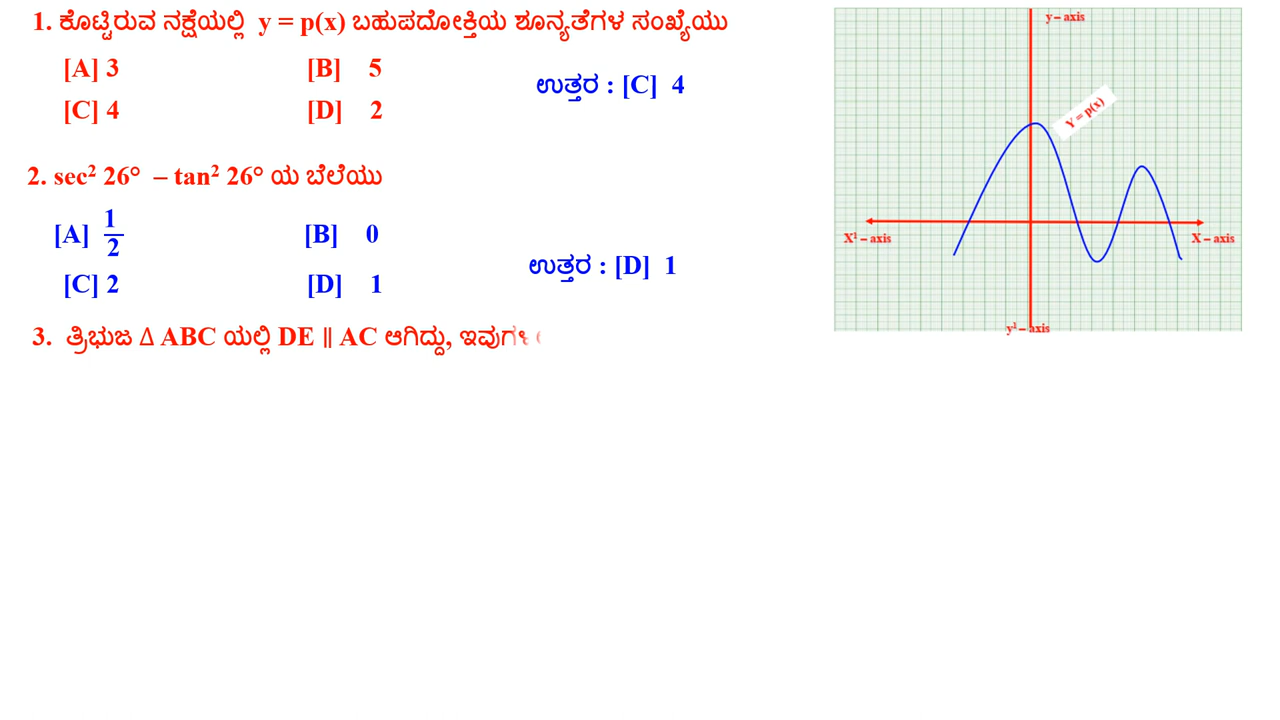 1. ಕೊಟ್ಟಿರುವ ನಕ್ಷೆಯಲ್ಲಿ y = p(x) ಬಹುಪದೋಕ್ತಿಯ ಶೂನ್ಯತೆಗಳ ಸಂಖ್ಯೆಯು
[A] 3 [B] 5
[C] 4 [D] 2
ಉತ್ತರ : [C] 4
2. sec² 26° – tan² 26° ಯ ಬೆಲೆಯು
[A] 1/2 [B] 0
[C] 2 [D] 1
ಉತ್ತರ : [D] 1
3. ತ್ರಿಭುಜ ∆ ABC ಯಲ್ಲಿ DE || AC ಆಗಿದ್ದು,
y – axis
Y = p(x)
X¹ – axis X – axis
y¹ – axis